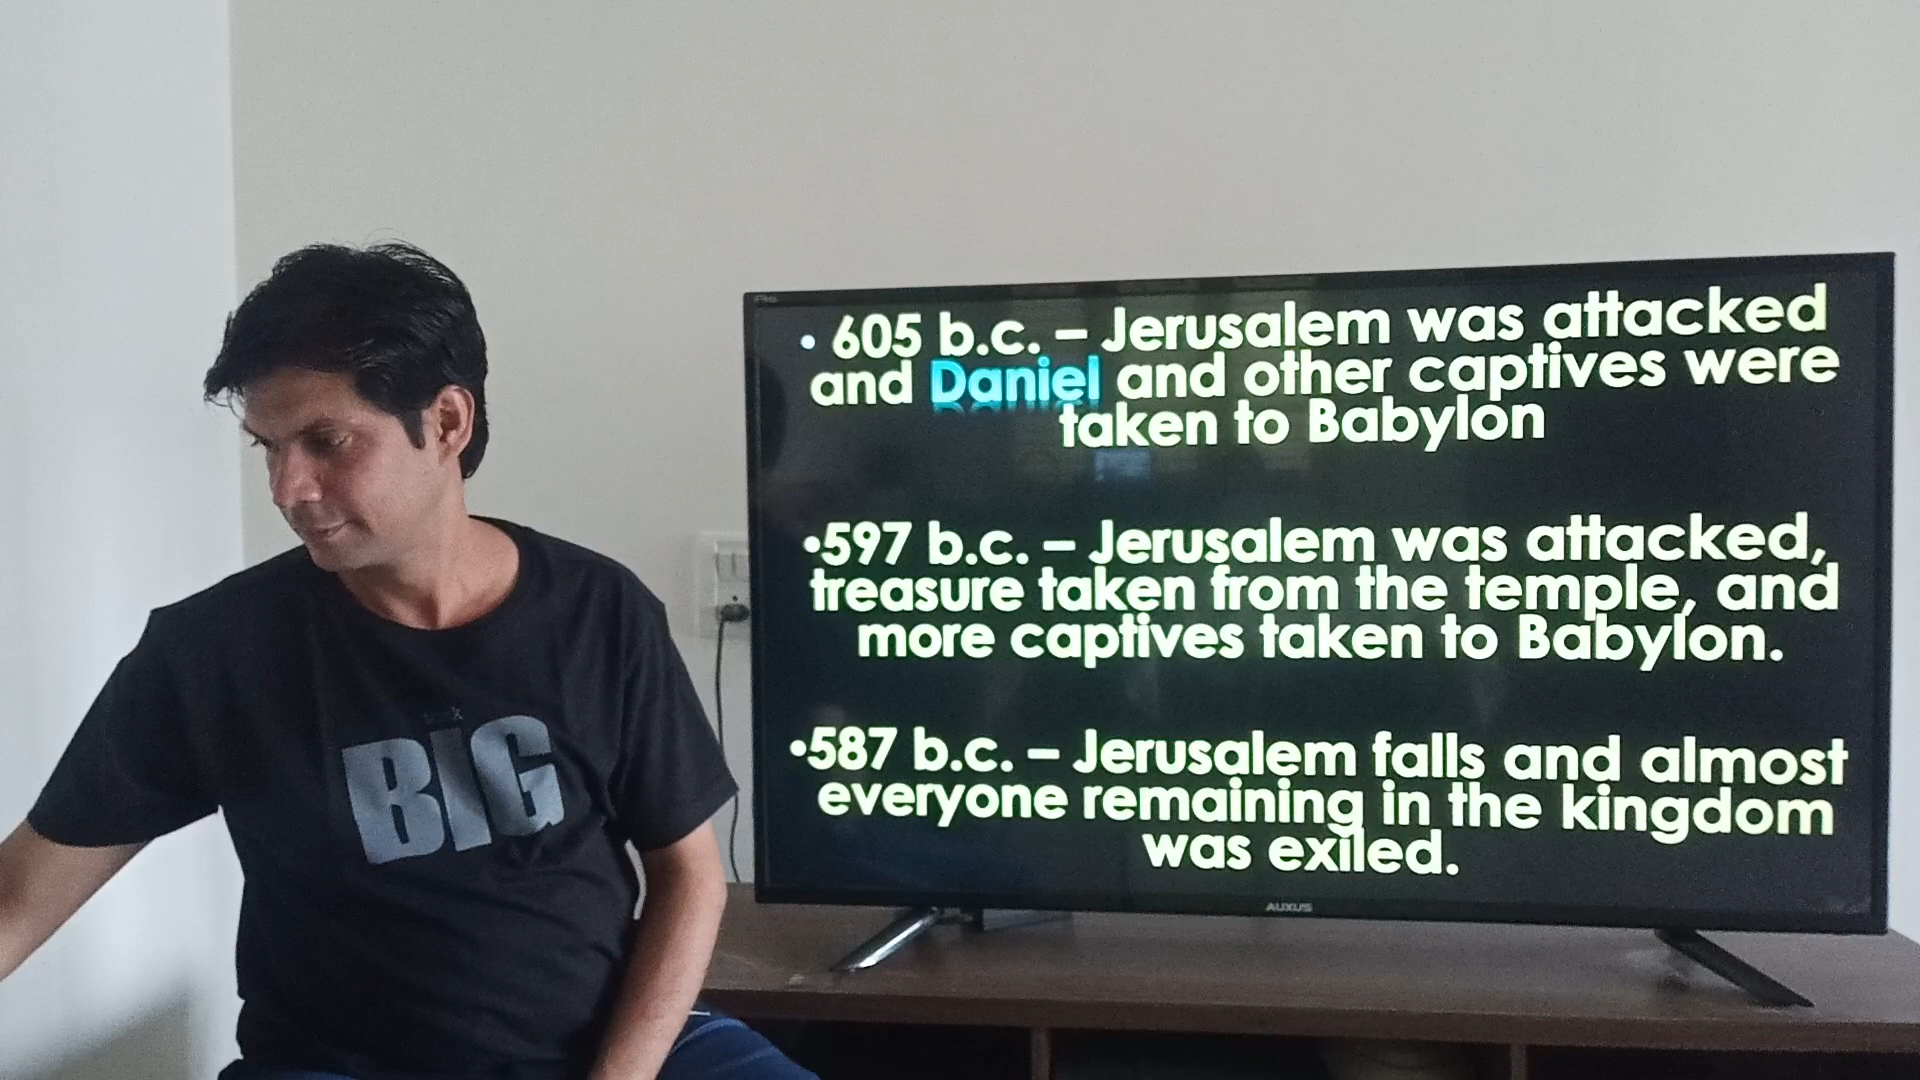 • 605 b.c. – Jerusalem was attacked
and Daniel and other captives were
taken to Babylon
•597 b.c. – Jerusalem was attacked,
treasure taken from the temple, and
more captives taken to Babylon.
•587 b.c. – Jerusalem falls and almost
everyone remaining in the kingdom
was exiled.
AUXUS
BIG